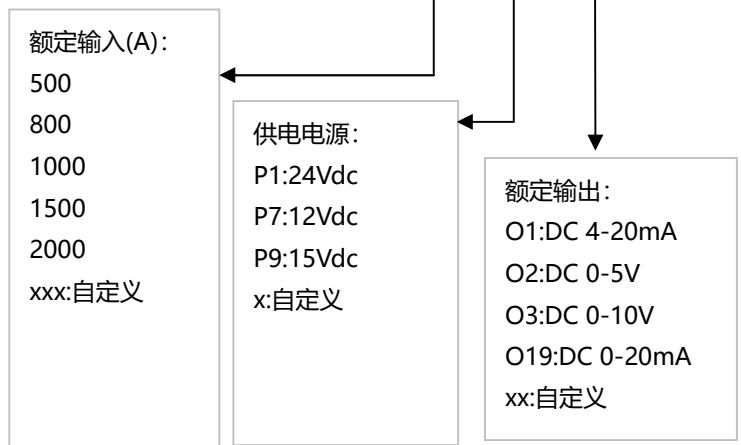 额定输入(A)：
500
800
1000
1500
2000
xxx:自定义
供电电源：
P1:24Vdc
P7:12Vdc
P9:15Vdc
x:自定义
额定输出：
O1:DC 4-20mA
O2:DC 0-5V
O3:DC 0-10V
O19:DC 0-20mA
xx:自定义